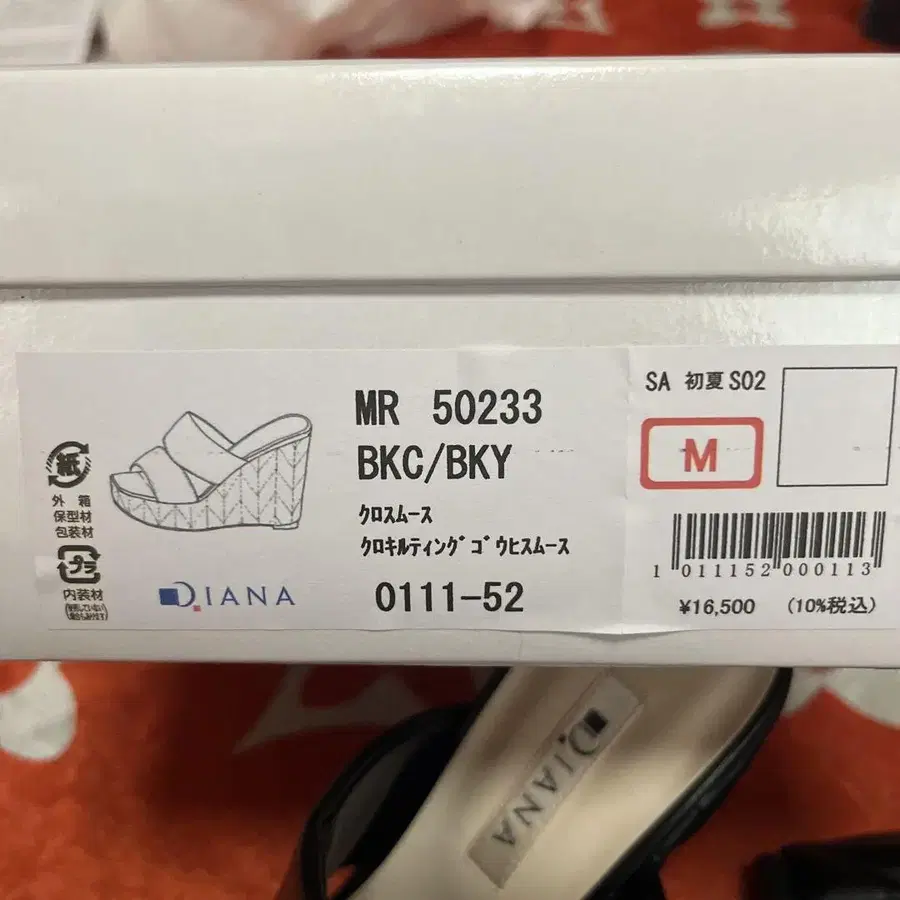 MR 50233
BKC/BKY
クロスムース
クロキルティングゴウヒスムース
0111-52
紙
外箱
保型材
包装材
プラ
内装材
DIANA
SA 初夏 S02
M
1 011152 000113
¥16,500 (10%税込)
DIANA